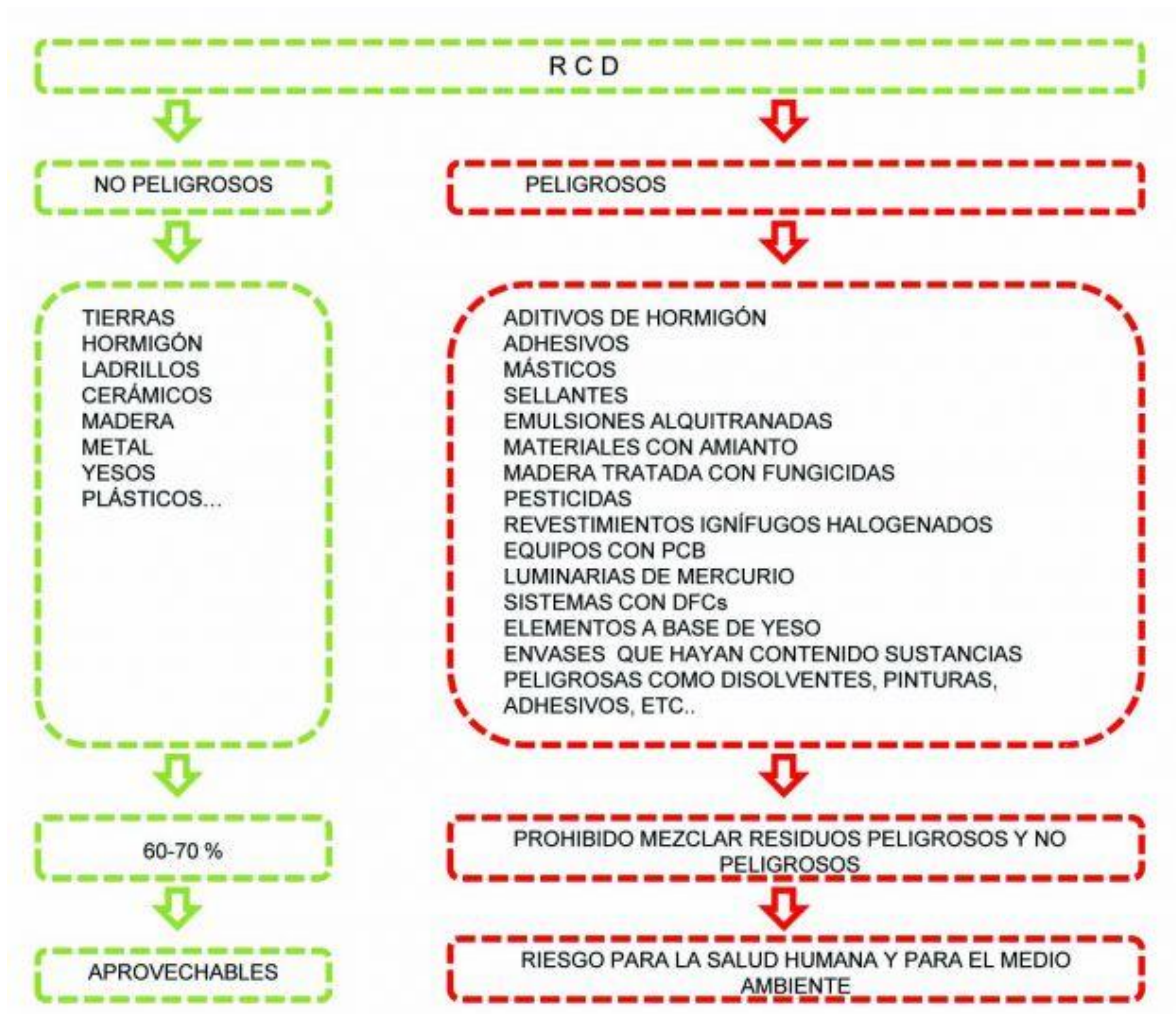 R C D
NO PELIGROSOS
PELIGROSOS
TIERRAS
HORMIGÓN
LADRILLOS
CERÁMICOS
MADERA
METAL
YESOS
PLÁSTICOS...
ADITIVOS DE HORMIGÓN
ADHESIVOS
MÁSTICOS
SELLANTES
EMULSIONES ALQUITRANADAS
MATERIALES CON AMIANTO
MADERA TRATADA CON FUNGICIDAS
PESTICIDAS
REVESTIMIENTOS IGNÍFUGOS HALOGENADOS
EQUIPOS CON PCB
LUMINARIAS DE MERCURIO
SISTEMAS CON DFCs
ELEMENTOS A BASE DE YESO
ENVASES QUE HAYAN CONTENIDO SUSTANCIAS
PELIGROSAS COMO DISOLVENTES, PINTURAS,
ADHESIVOS, ETC..
60-70 %
PROHIBIDO MEZCLAR RESIDUOS PELIGROSOS Y NO
PELIGROSOS
APROVECHABLES
RIESGO PARA LA SALUD HUMANA Y PARA EL MEDIO
AMBIENTE